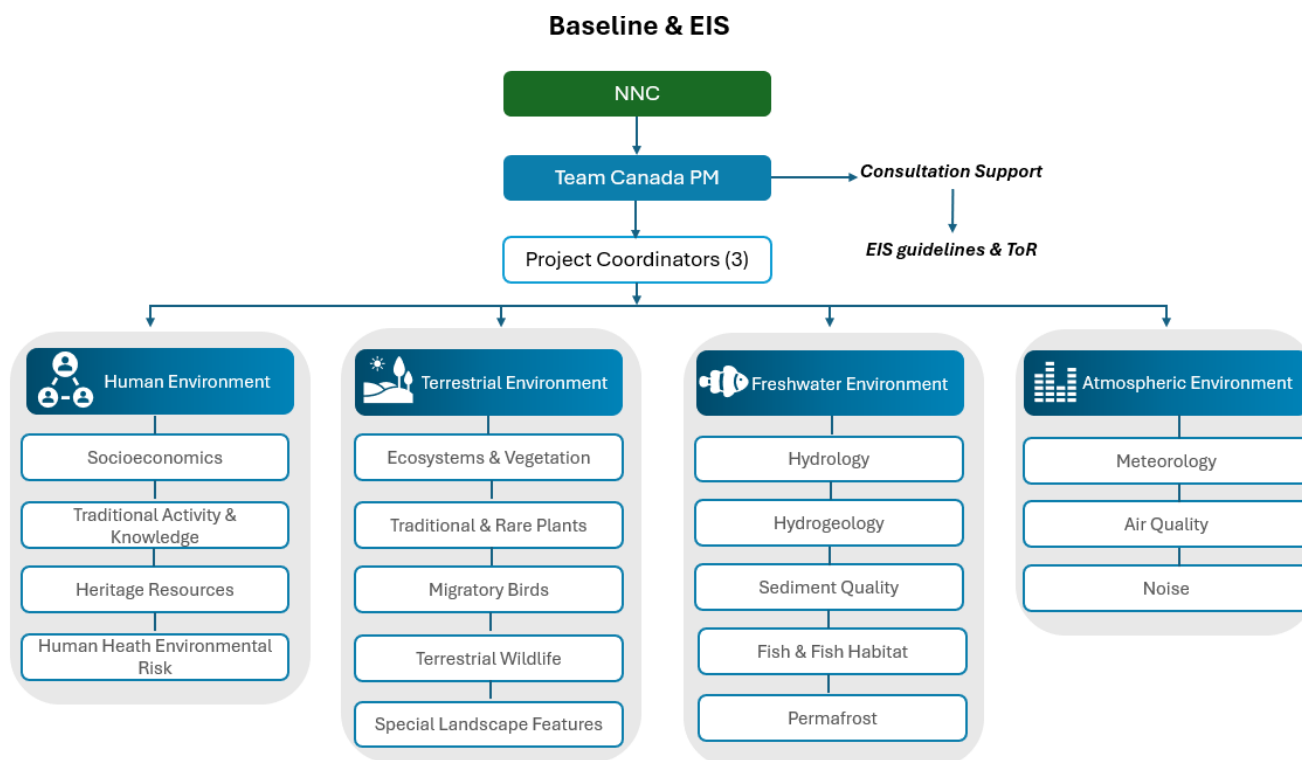 Baseline & EIS
NNC
Team Canada PM
Consultation Support
EIS guidelines & ToR
Project Coordinators (3)
Human Environment
Socioeconomics
Traditional Activity &
Knowledge
Heritage Resources
Human Heath Environmental
Risk
Terrestrial Environment
Ecosystems & Vegetation
Traditional & Rare Plants
Migratory Birds
Terrestrial Wildlife
Special Landscape Features
Freshwater Environment
Hydrology
Hydrogeology
Sediment Quality
Fish & Fish Habitat
Permafrost
Atmospheric Environment
Meteorology
Air Quality
Noise